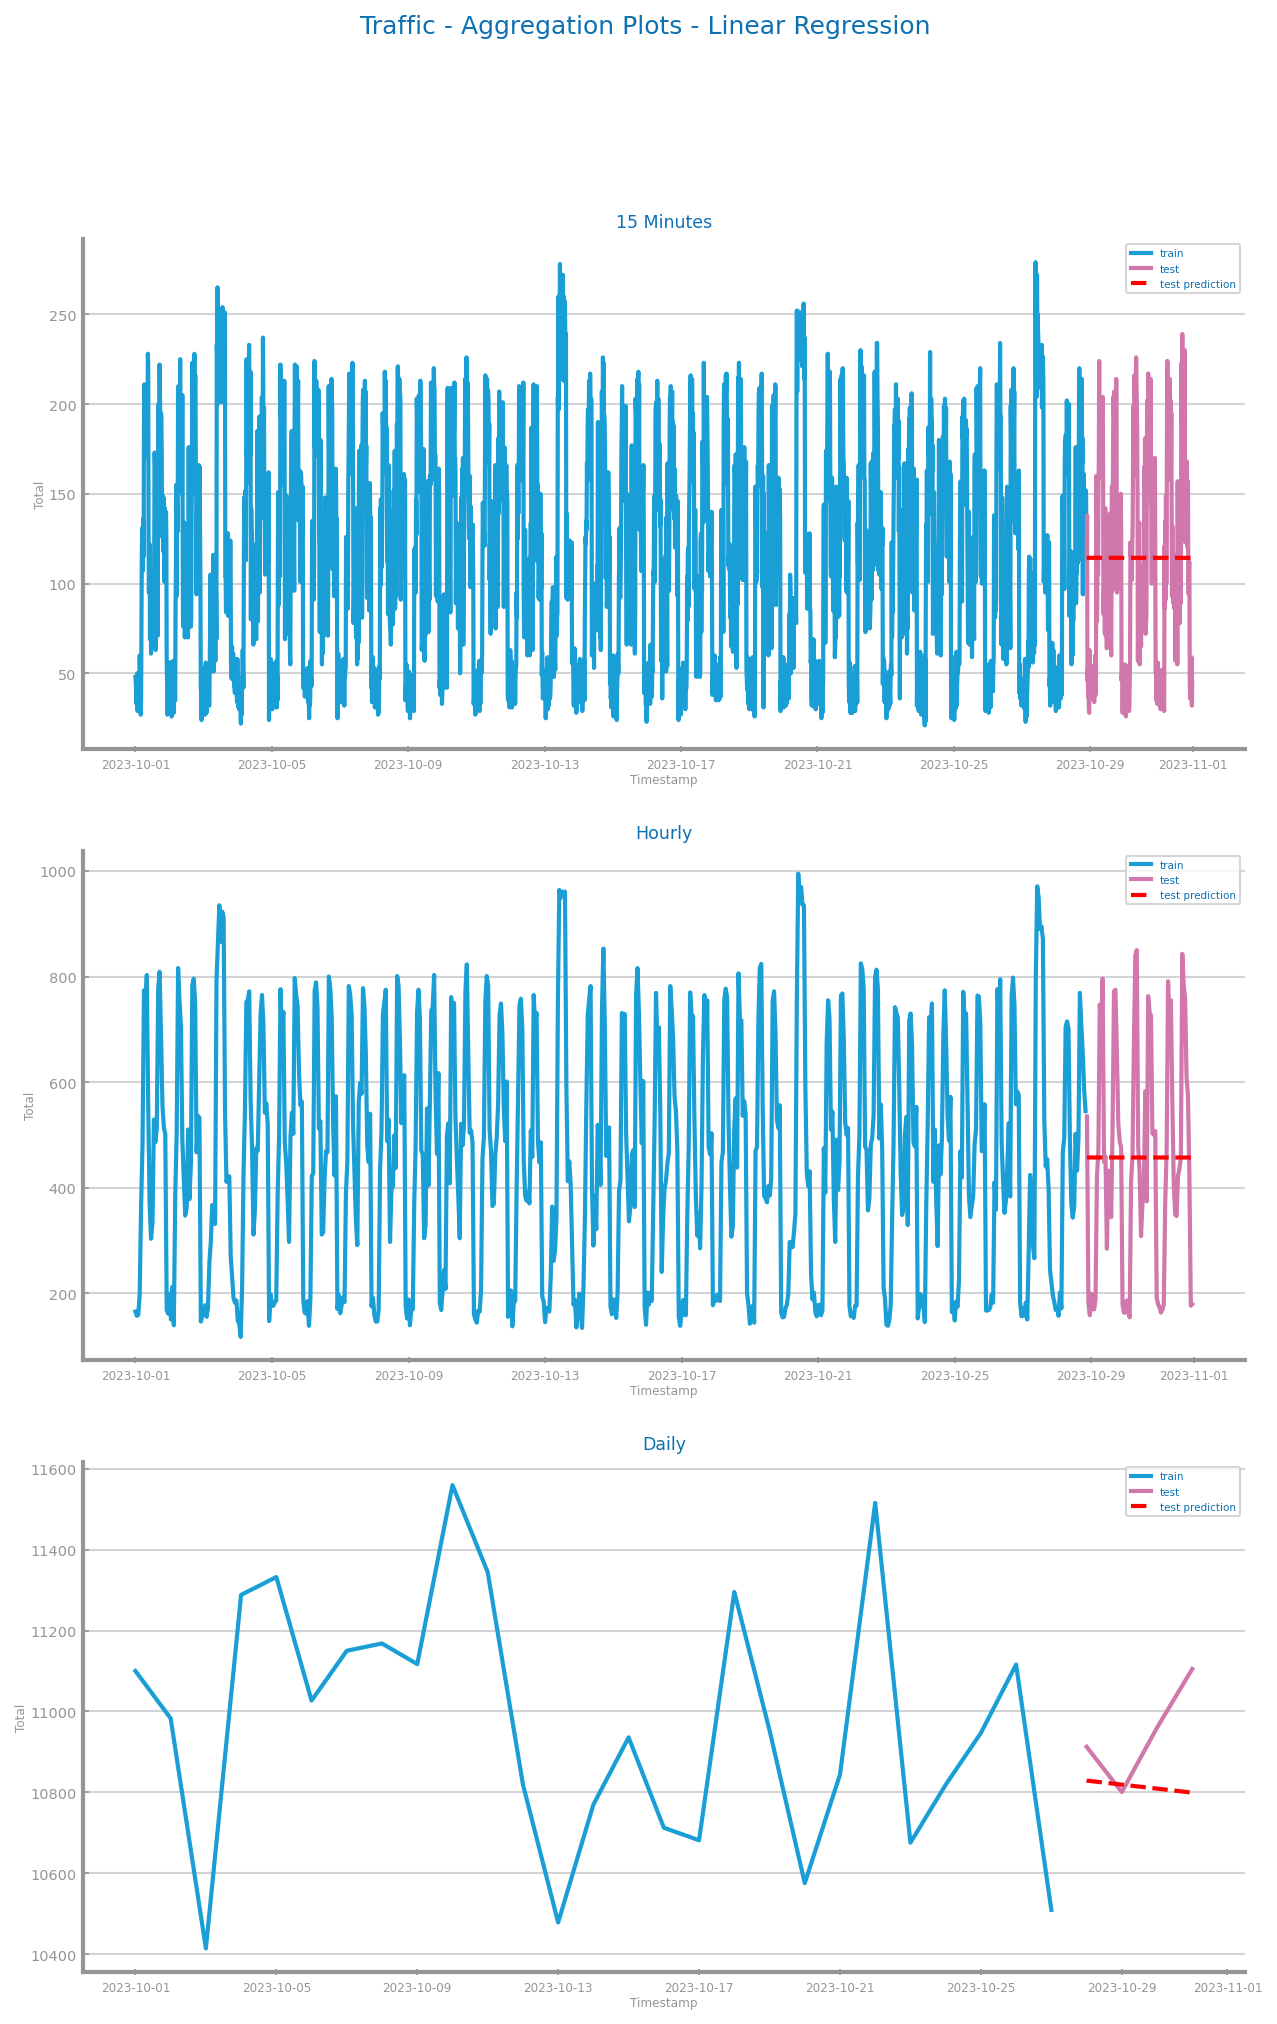 Traffic - Aggregation Plots - Linear Regression
15 Minutes
train
test
test prediction
250
200
150
100
50
Total
2023-10-01 2023-10-05 2023-10-09 2023-10-13 2023-10-17 2023-10-21 2023-10-25 2023-10-29 2023-11-01
Timestamp
Hourly
train
test
test prediction
1000
800
600
400
200
Total
2023-10-01 2023-10-05 2023-10-09 2023-10-13 2023-10-17 2023-10-21 2023-10-25 2023-10-29 2023-11-01
Timestamp
Daily
train
test
test prediction
11600
11400
11200
11000
10800
10600
10400
Total
2023-10-01 2023-10-05 2023-10-09 2023-10-13 2023-10-17 2023-10-21 2023-10-25 2023-10-29 2023-11-01
Timestamp